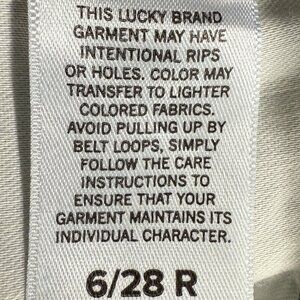 THIS LUCKY BRAND
GARMENT MAY HAVE
INTENTIONAL RIPS
OR HOLES. COLOR MAY
TRANSFER TO LIGHTER
COLORED FABRICS.
AVOID PULLING UP BY
BELT LOOPS, SIMPLY
FOLLOW THE CARE
INSTRUCTIONS TO
ENSURE THAT YOUR
GARMENT MAINTAINS ITS
INDIVIDUAL CHARACTER.
6/28 R